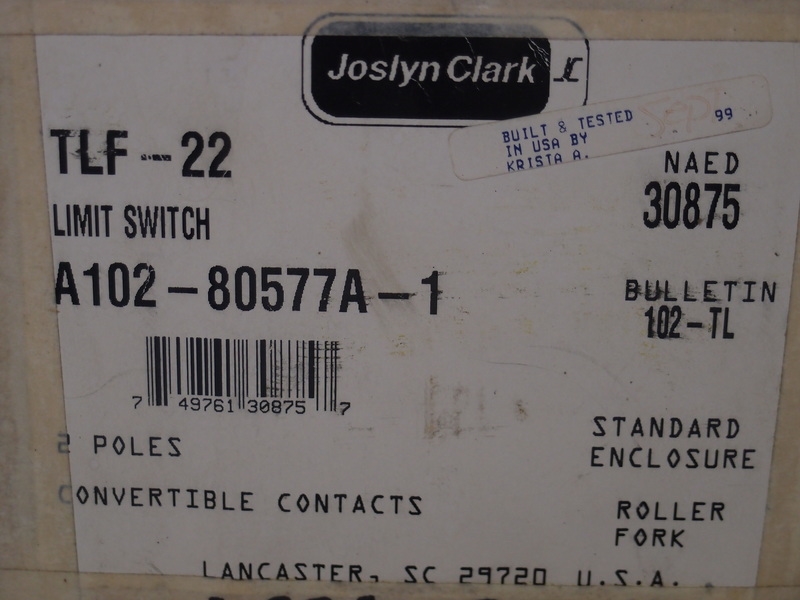 Joslyn Clark JC
BUILT & TESTED
IN USA BY
KRISTA A.
99
TLF-22
NAED
30875
LIMIT SWITCH
A102-80577A-1
BULLETIN
102-TL
7 49761 30875 7
2 POLES
STANDARD
ENCLOSURE
CONVERTIBLE CONTACTS
ROLLER
FORK
LANCASTER, SC 29720 U.S.A.